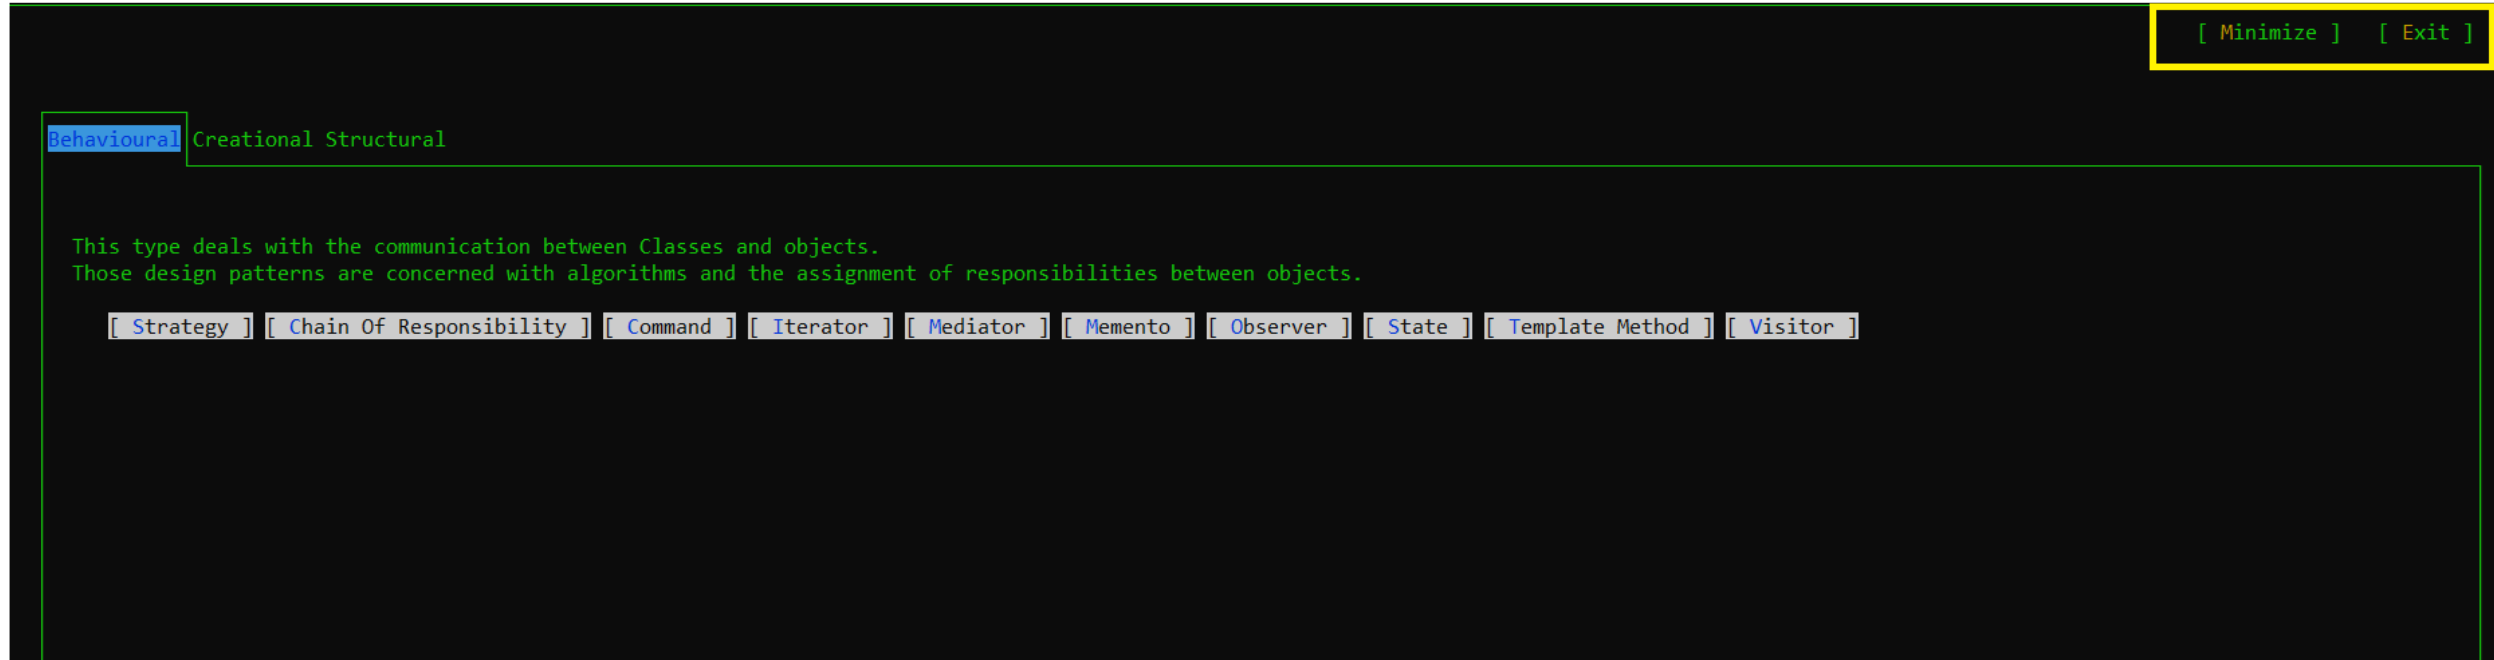 [ Minimize ] [ Exit ]
Behavioural Creational Structural
This type deals with the communication between Classes and objects.
Those design patterns are concerned with algorithms and the assignment of responsibilities between objects.
[ Strategy ] [ Chain Of Responsibility ] [ Command ] [ Iterator ] [ Mediator ] [ Memento ] [ Observer ] [ State ] [ Template Method ] [ Visitor ]